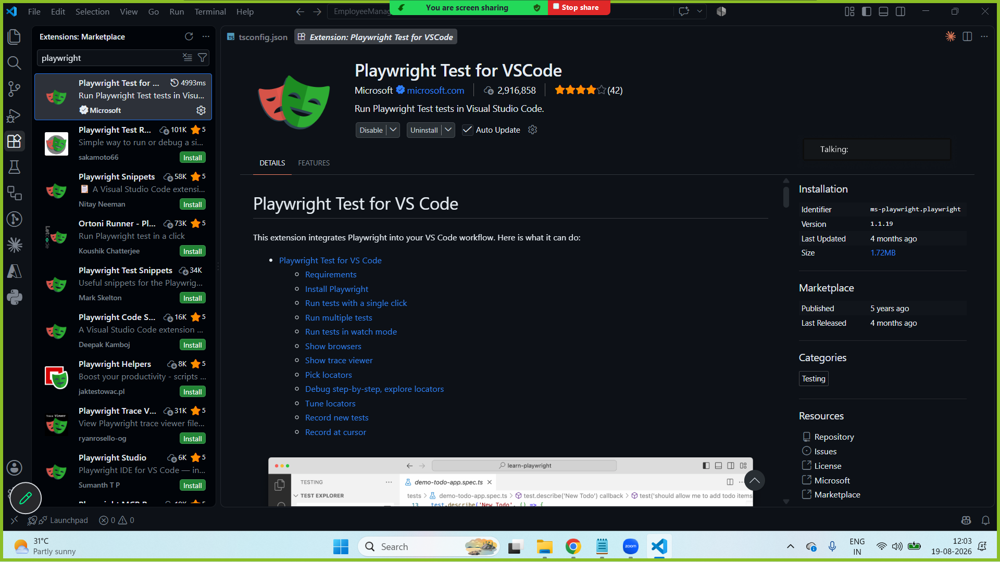 File Edit Selection View Go Run Terminal Help
EmployeeManag
You are screen sharing
Stop share
Extensions: Marketplace
playwright
Playwright Test for ... 4993ms
Run Playwright Test tests in Visu...
Microsoft
Playwright Test R... 101K 5
Simple way to run or debug a si...
sakamoto66
Install
Playwright Snippets 58K 5
A Visual Studio Code extensi...
Nitay Neeman
Install
Ortoni Runner - Pl... 73K 5
Run Playwright test in a click
Koushik Chatterjee
Install
Playwright Test Snippets 34K
Useful snippets for the Playwrig...
Mark Skelton
Install
Playwright Code S... 16K 5
A Visual Studio Code extension ...
Deepak Kamboj
Install
Playwright Helpers 8K 5
Boost your productivity - scripts ...
jaktestowac.pl
Install
Playwright Trace V... 31K 5
View Playwright trace viewer file...
ryanrosello-og
Install
Playwright Studio 6K 5
Playwright IDE for VS Code — in...
Sumanth T P
Install
tsconfig.json
Extension: Playwright Test for VSCode
Playwright Test for VSCode
Microsoft microsoft.com 2,916,858 (42)
Run Playwright Test tests in Visual Studio Code.
Disable Uninstall Auto Update
DETAILS FEATURES
Talking:
Playwright Test for VS Code
This extension integrates Playwright into your VS Code workflow. Here is what it can do:
Playwright Test for VS Code
Requirements
Install Playwright
Run tests with a single click
Run multiple tests
Run tests in watch mode
Show browsers
Show trace viewer
Pick locators
Debug step-by-step, explore locators
Tune locators
Record new tests
Record at cursor
learn-playwright
TESTING
TEST EXPLORER
demo-todo-app.spec.ts
tests > demo-todo-app.spec.ts > test.describe('New Todo') callback > test('should allow me to add todo items
13 test.describe('New Todo', () => {
Installation
Identifier ms-playwright.playwright
Version 1.1.19
Last Updated 4 months ago
Size 1.72MB
Marketplace
Published 5 years ago
Last Released 4 months ago
Categories
Testing
Resources
Repository
Issues
License
Microsoft
Marketplace
Launchpad 0 0
31°C
Partly sunny
Search
zoom
ENG
IN
12:03
19-08-2026